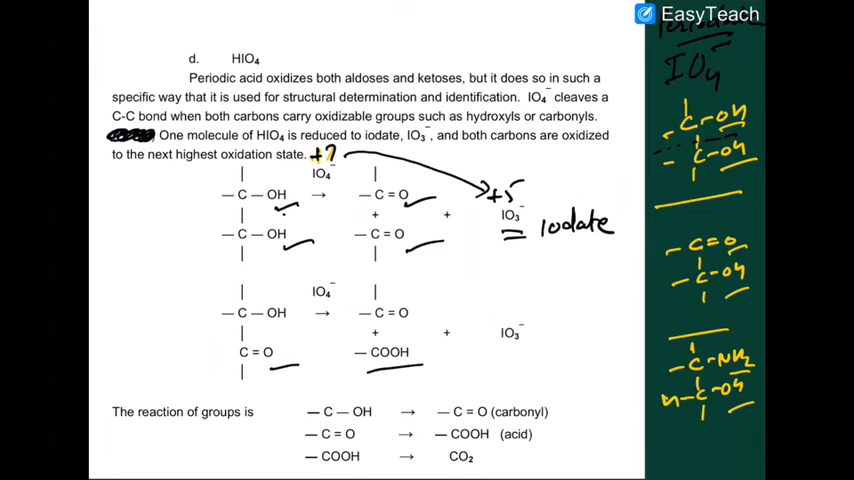 EasyTeach
Periodate
IO₄⁻
d. HIO₄
Periodic acid oxidizes both aldoses and ketoses, but it does so in such a
specific way that it is used for structural determination and identification. IO₄⁻ cleaves a
C-C bond when both carbons carry oxidizable groups such as hydroxyls or carbonyls.
One molecule of HIO₄ is reduced to iodate, IO₃⁻, and both carbons are oxidized
to the next highest oxidation state. +7
IO₄⁻
— C — OH → — C = O +5
+ + IO₃⁻ Iodate
— C — OH — C = O
IO₄⁻
— C — OH → — C = O
+ + IO₃⁻
C = O — COOH
The reaction of groups is — C — OH → — C = O (carbonyl)
— C = O → — COOH (acid)
— COOH → CO₂
— C – OH
— C – OH
— C = O
— C – OH
— C – NH₂
H – C – OH